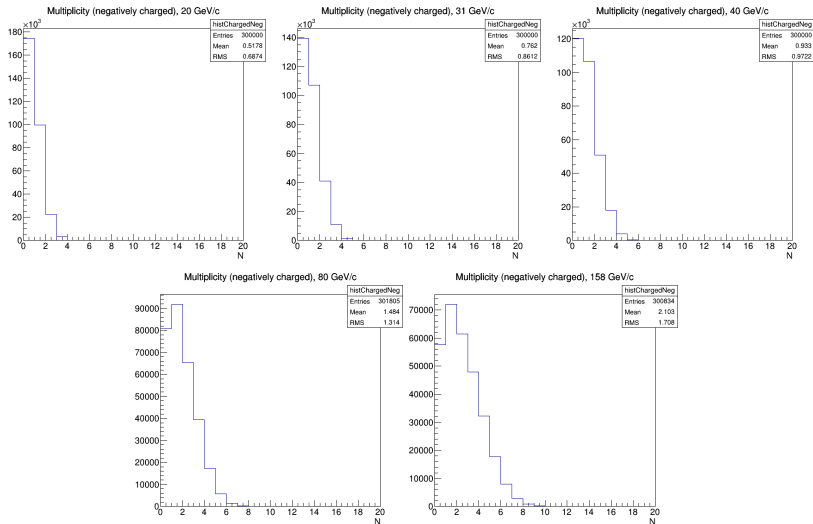 Multiplicity (negatively charged), 20 GeV/c
×10³
histChargedNeg
Entries 300000
Mean 0.5178
RMS 0.6874
180
160
140
120
100
80
60
40
20
0
0 2 4 6 8 10 12 14 16 18 20
N
Multiplicity (negatively charged), 31 GeV/c
×10³
histChargedNeg
Entries 300000
Mean 0.762
RMS 0.8612
140
120
100
80
60
40
20
0
0 2 4 6 8 10 12 14 16 18 20
N
Multiplicity (negatively charged), 40 GeV/c
×10³
histChargedNeg
Entries 300000
Mean 0.933
RMS 0.9722
120
100
80
60
40
20
0
0 2 4 6 8 10 12 14 16 18 20
N
Multiplicity (negatively charged), 80 GeV/c
histChargedNeg
Entries 301805
Mean 1.484
RMS 1.314
90000
80000
70000
60000
50000
40000
30000
20000
10000
0
0 2 4 6 8 10 12 14 16 18 20
N
Multiplicity (negatively charged), 158 GeV/c
histChargedNeg
Entries 300834
Mean 2.103
RMS 1.708
70000
60000
50000
40000
30000
20000
10000
0
0 2 4 6 8 10 12 14 16 18 20
N